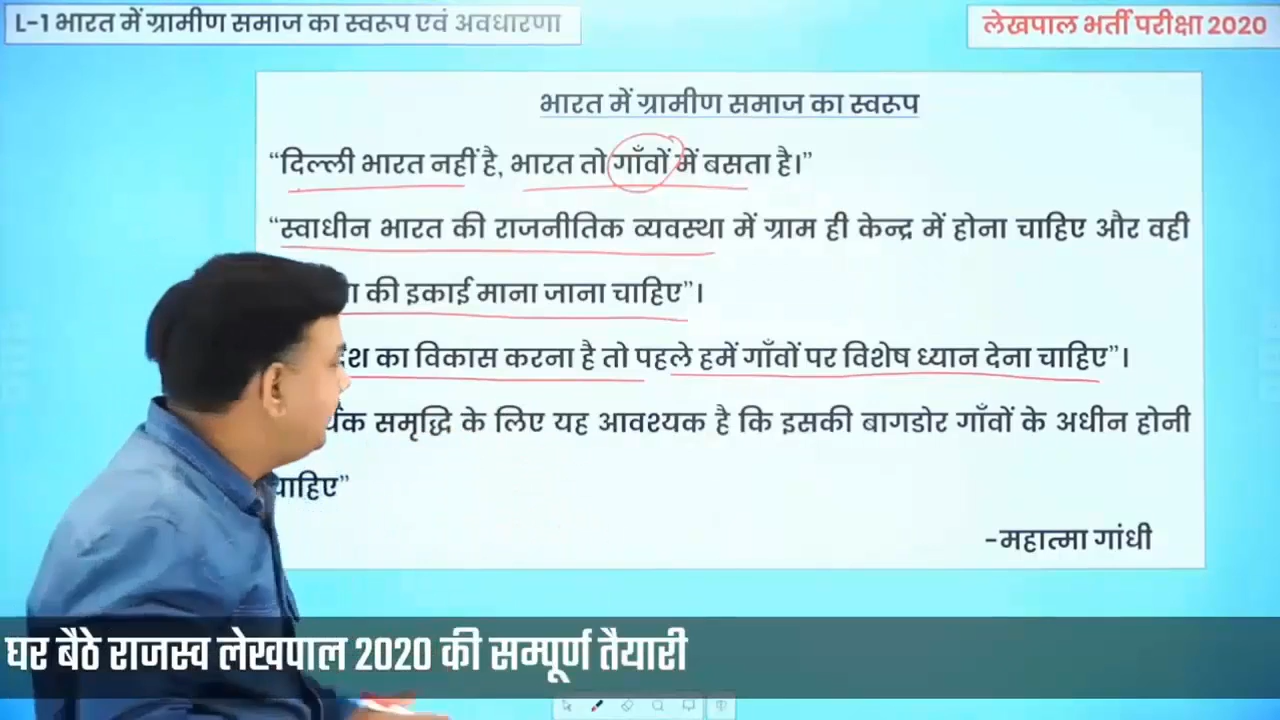 L-1 भारत में ग्रामीण समाज का स्वरूप एवं अवधारणा
लेखपाल भर्ती परीक्षा 2020
भारत में ग्रामीण समाज का स्वरूप
“दिल्ली भारत नहीं है, भारत तो गाँवों में बसता है।”
“स्वाधीन भारत की राजनीतिक व्यवस्था में ग्राम ही केन्द्र में होना चाहिए और वही
की इकाई माना जाना चाहिए”।
का विकास करना है तो पहले हमें गाँवों पर विशेष ध्यान देना चाहिए”।
समृद्धि के लिए यह आवश्यक है कि इसकी बागडोर गाँवों के अधीन होनी
चाहिए”
-महात्मा गांधी
घर बैठे राजस्व लेखपाल 2020 की सम्पूर्ण तैयारी